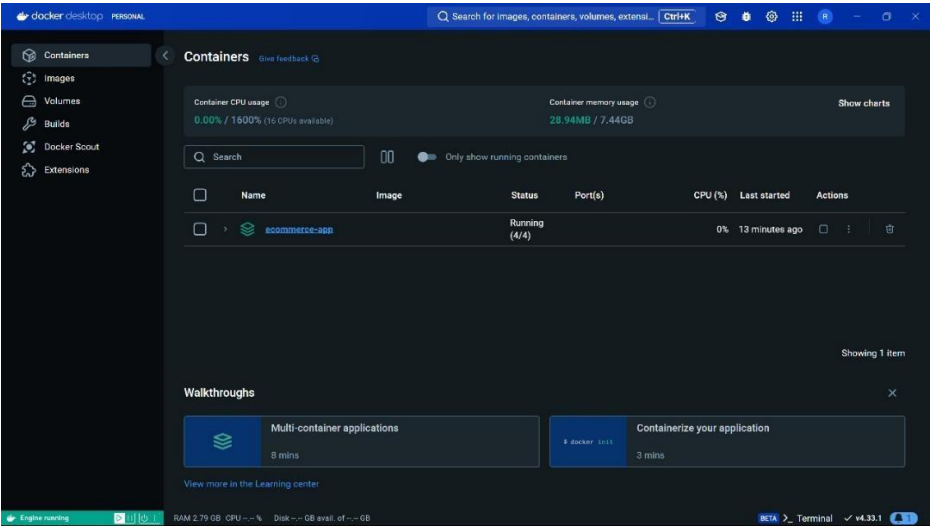 docker desktop PERSONAL
Search for images, containers, volumes, extensi... Ctrl+K
R
Containers
Images
Volumes
Builds
Docker Scout
Extensions
Containers Give feedback
Container CPU usage
0.00% / 1600% (16 CPUs available)
Container memory usage
28.94MB / 7.44GB
Show charts
Search
Only show running containers
Name Image Status Port(s) CPU (%) Last started Actions
ecommerce-app Running (4/4) 0% 13 minutes ago
Showing 1 item
Walkthroughs
Multi-container applications
8 mins
$ docker init
Containerize your application
3 mins
View more in the Learning center
Engine running RAM 2.79 GB CPU --.-- % Disk --.-- GB avail. of --.-- GB BETA >_ Terminal v4.33.1 1